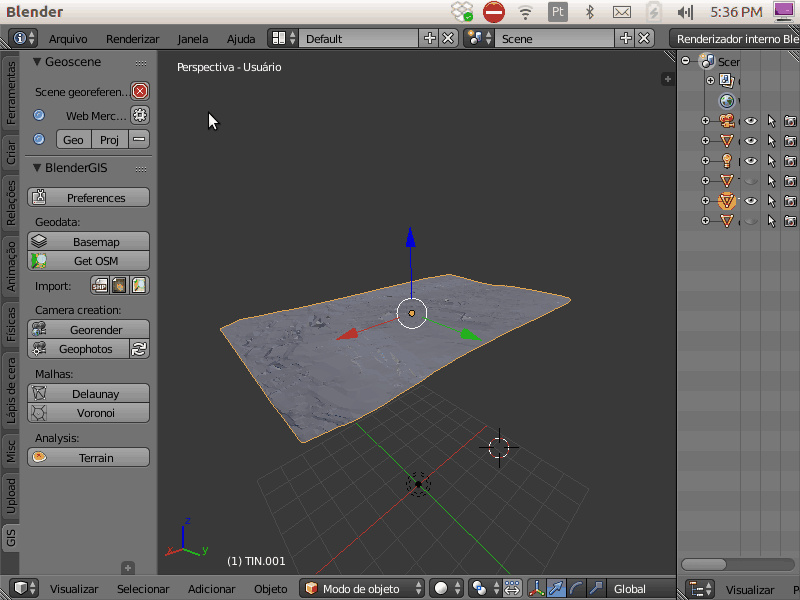 Blender
Pt
5:36 PM
Arquivo Renderizar Janela Ajuda Default Scene Renderizador interno Ble
Geoscene
Scene georeferen...
Web Merc...
Geo Proj
BlenderGIS
Preferences
Geodata:
Basemap
Get OSM
Import:
SHP
Camera creation:
Georender
Geophotos
Malhas:
Delaunay
Voronoi
Analysis:
Terrain
Ferramentas
Criar
Relações
Animação
Físicas
Lápis de cera
Misc
Upload
GIS
Perspectiva - Usuário
z
x
y
(1) TIN.001
Scer
Visualizar Selecionar Adicionar Objeto Modo de objeto Global
Visualizar P